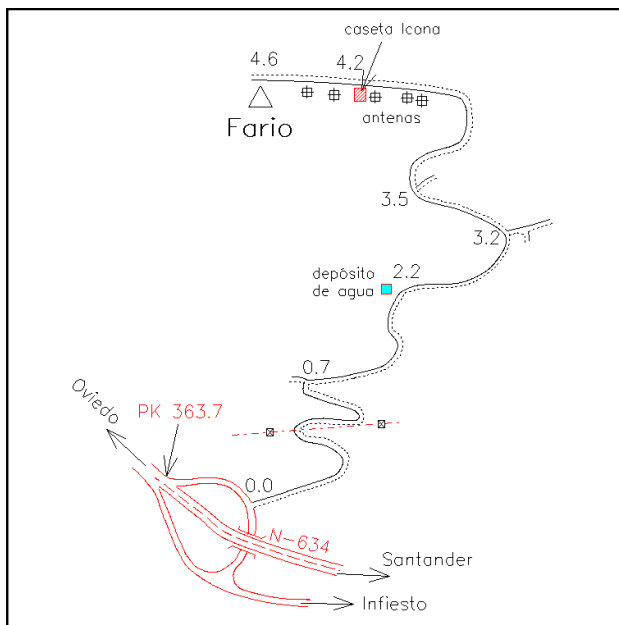 caseta Icona
4.6
4.2
antenas
Fario
3.5
3.2
2.2
depósito
de agua
0.7
Oviedo
PK 363.7
0.0
N-634
Santander
Infiesto